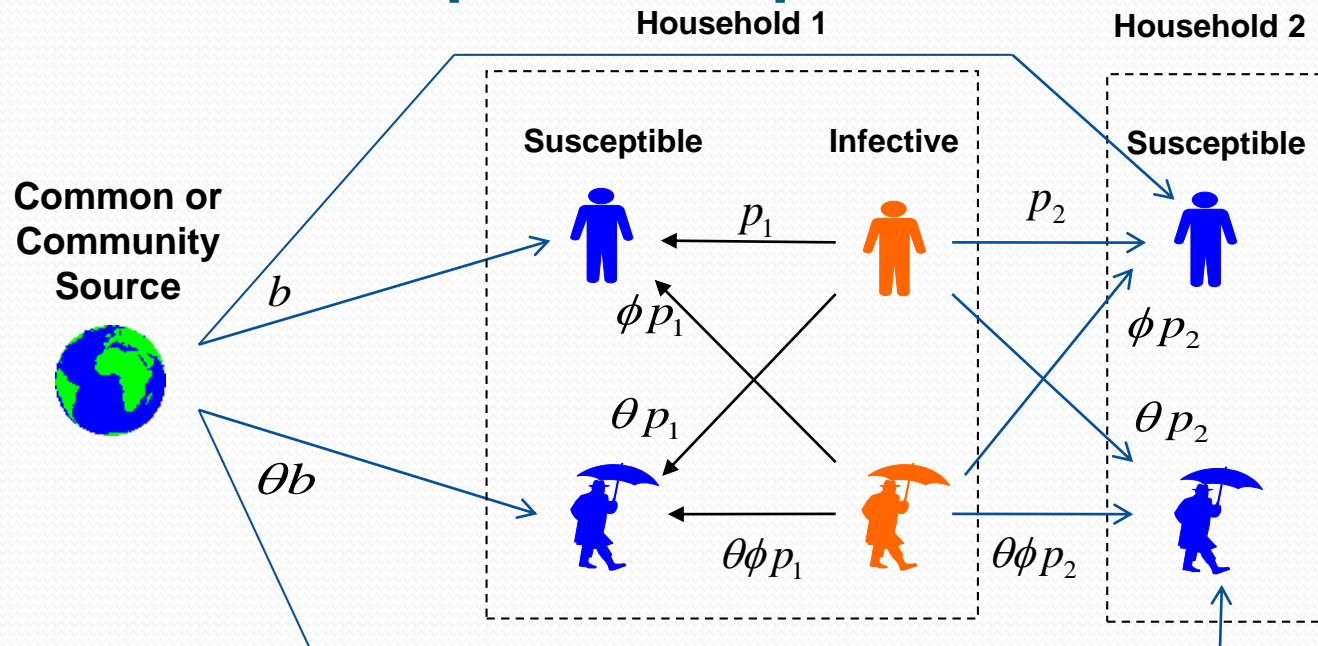 Household 1
Household 2
Susceptible
Infective
Susceptible
Common or
Community
Source
p₁
p₂
b
ϕp₁
ϕp₂
θp₁
θp₂
θb
θϕp₁
θϕp₂